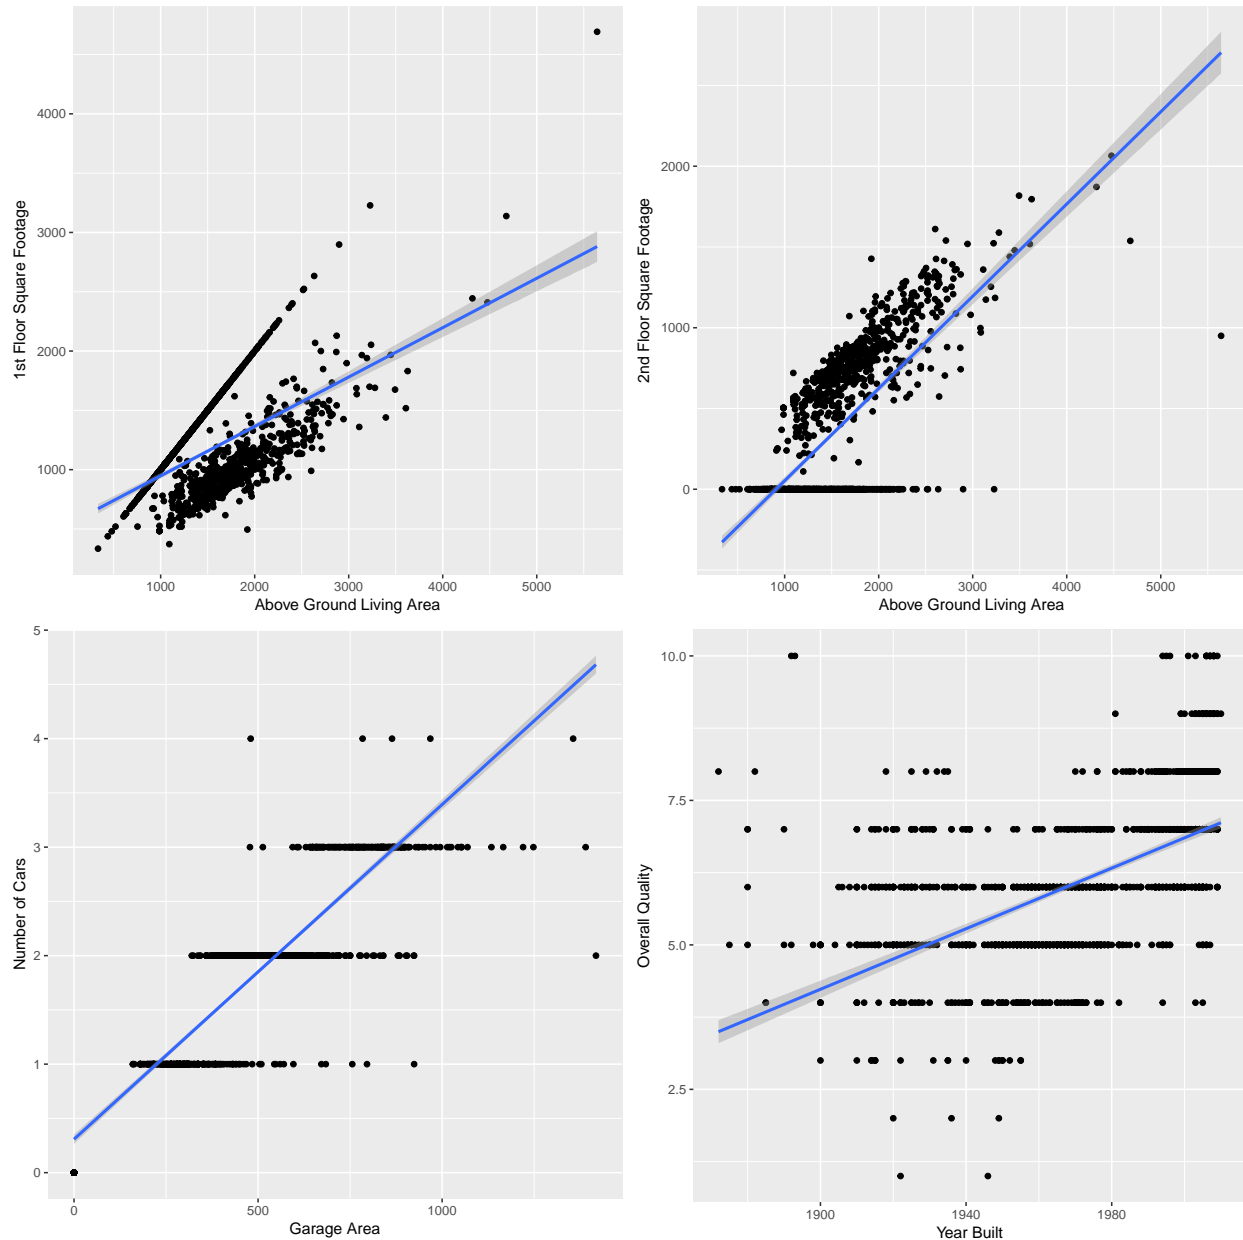 4000
3000
2000
1000
1st Floor Square Footage
1000 2000 3000 4000 5000
Above Ground Living Area
2000
1000
0
2nd Floor Square Footage
1000 2000 3000 4000 5000
Above Ground Living Area
5
4
3
2
1
0
Number of Cars
0 500 1000
Garage Area
10.0
7.5
5.0
2.5
Overall Quality
1900 1940 1980
Year Built